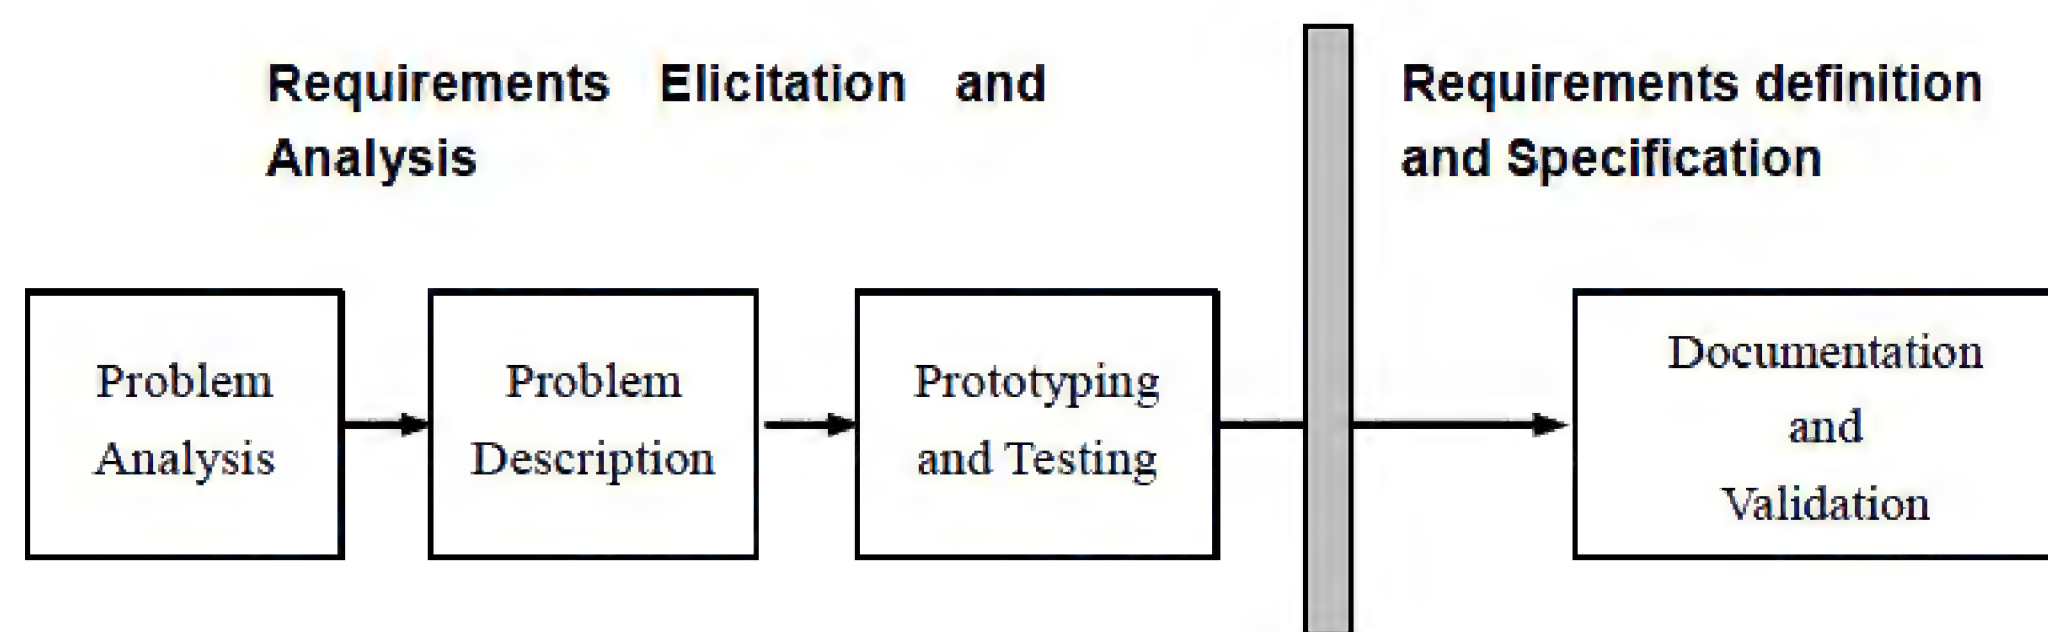 Requirements Elicitation and
Analysis
Requirements definition
and Specification
Problem
Analysis
Problem
Description
Prototyping
and Testing
Documentation
and
Validation